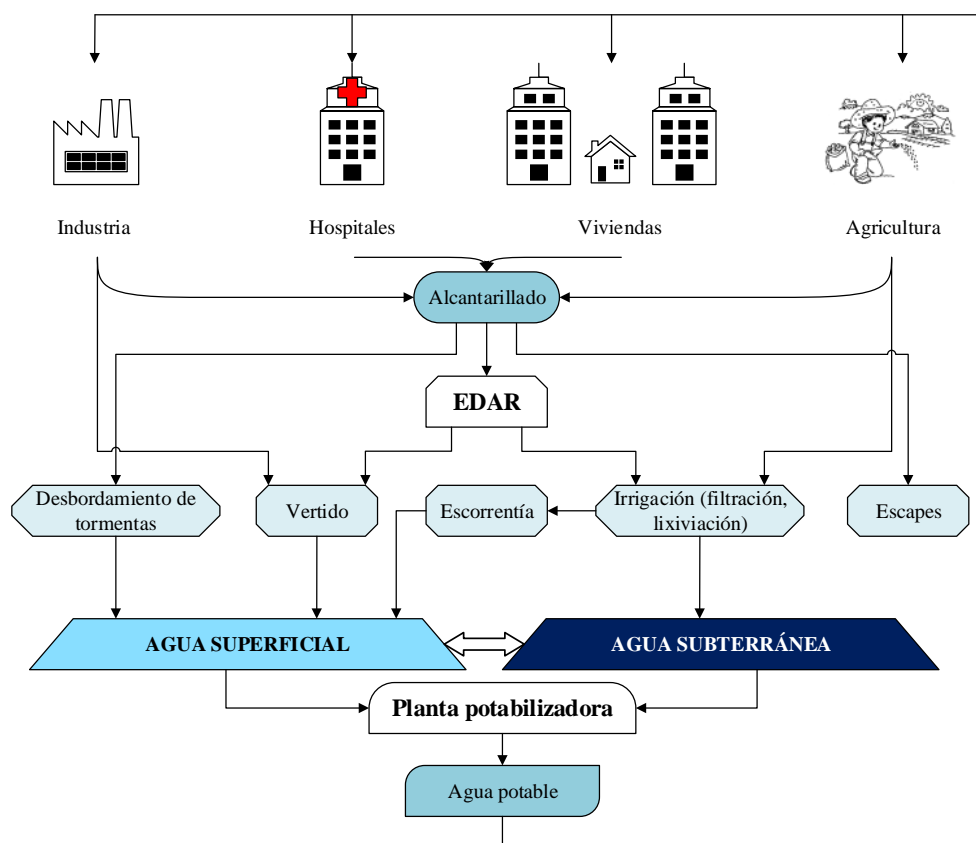 Industria
Hospitales
Viviendas
Agricultura
Alcantarillado
EDAR
Desbordamiento de
tormentas
Vertido
Escorrentía
Irrigación (filtración,
lixiviación)
Escapes
AGUA SUPERFICIAL
AGUA SUBTERRÁNEA
Planta potabilizadora
Agua potable